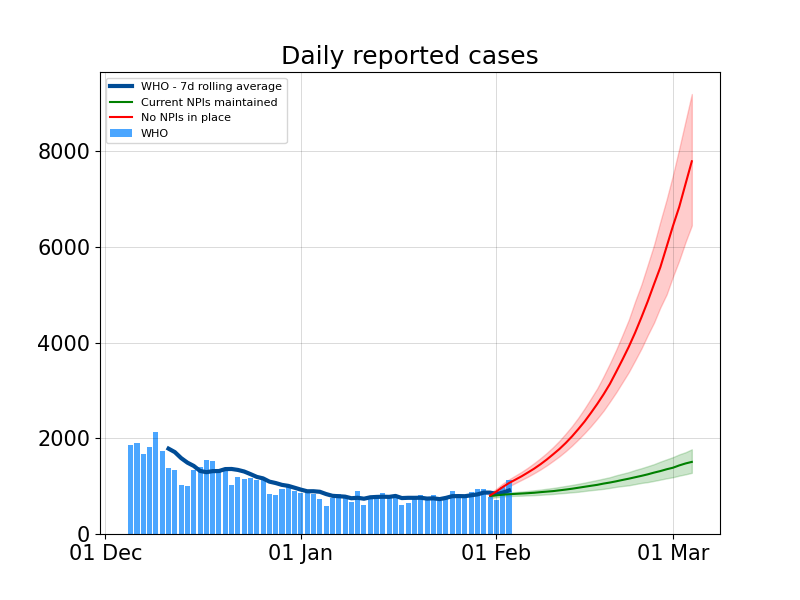 Daily reported cases
WHO - 7d rolling average
Current NPIs maintained
No NPIs in place
WHO
8000
6000
4000
2000
0
01 Dec 01 Jan 01 Feb 01 Mar